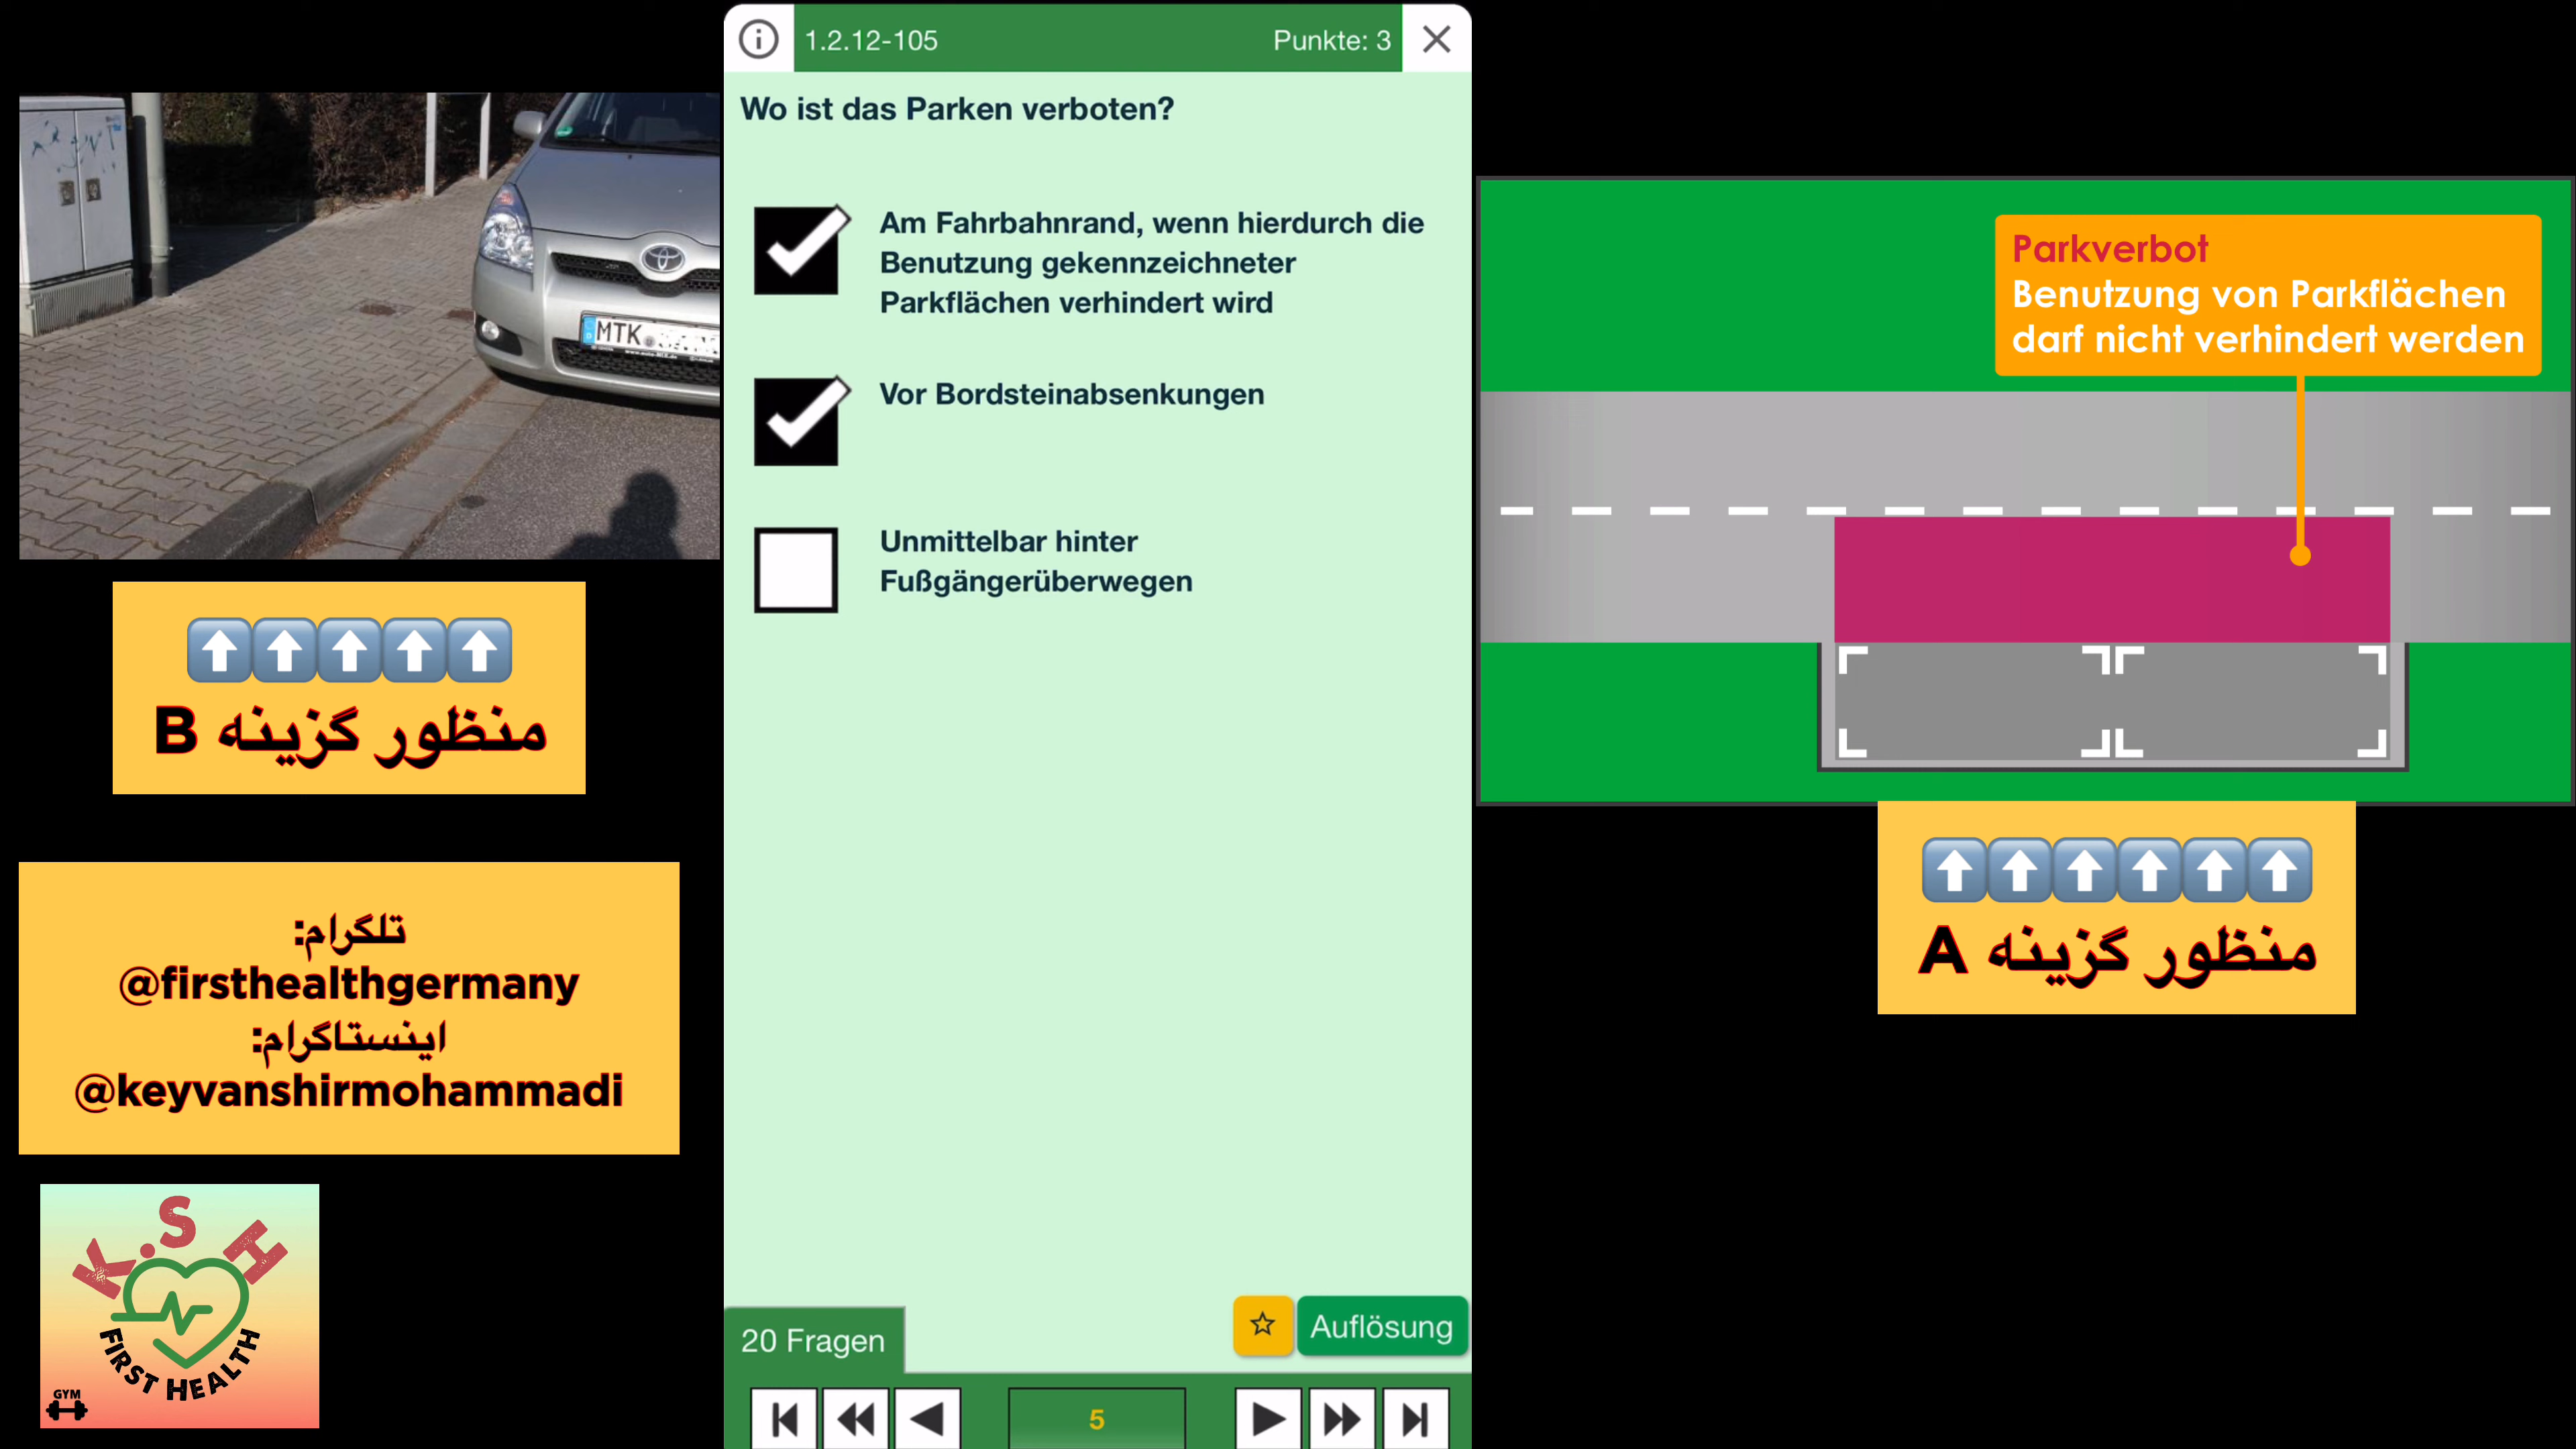 1.2.12-105
Punkte: 3
Wo ist das Parken verboten?
Am Fahrbahnrand, wenn hierdurch die
Benutzung gekennzeichneter
Parkflächen verhindert wird
Vor Bordsteinabsenkungen
Unmittelbar hinter
Fußgängerüberwegen
20 Fragen
Auflösung
5
MTK
منظور گزینه B
تلگرام:
@firsthealthgermany
اینستاگرام:
@keyvanshirmohammadi
K.S.H
FIRST HEALTH
GYM
Parkverbot
Benutzung von Parkflächen
darf nicht verhindert werden
منظور گزینه A